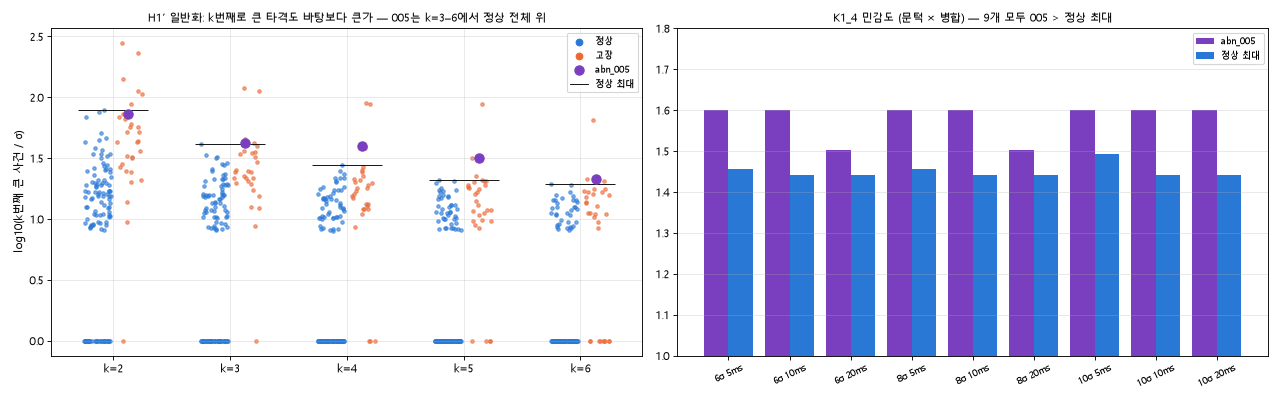 H1′ 일반화: k번째로 큰 타격도 바탕보다 큰가 — 005는 k=3–6에서 정상 전체 위
log10(k번째 큰 사건 / σ)
2.5
2.0
1.5
1.0
0.5
0.0
k=2
k=3
k=4
k=5
k=6
정상
고장
abn_005
정상 최대
K1_4 민감도 (문턱 × 병합) — 9개 모두 005 > 정상 최대
1.8
1.7
1.6
1.5
1.4
1.3
1.2
1.1
1.0
6σ 5ms
6σ 10ms
6σ 20ms
8σ 5ms
8σ 10ms
8σ 20ms
10σ 5ms
10σ 10ms
10σ 20ms
abn_005
정상 최대